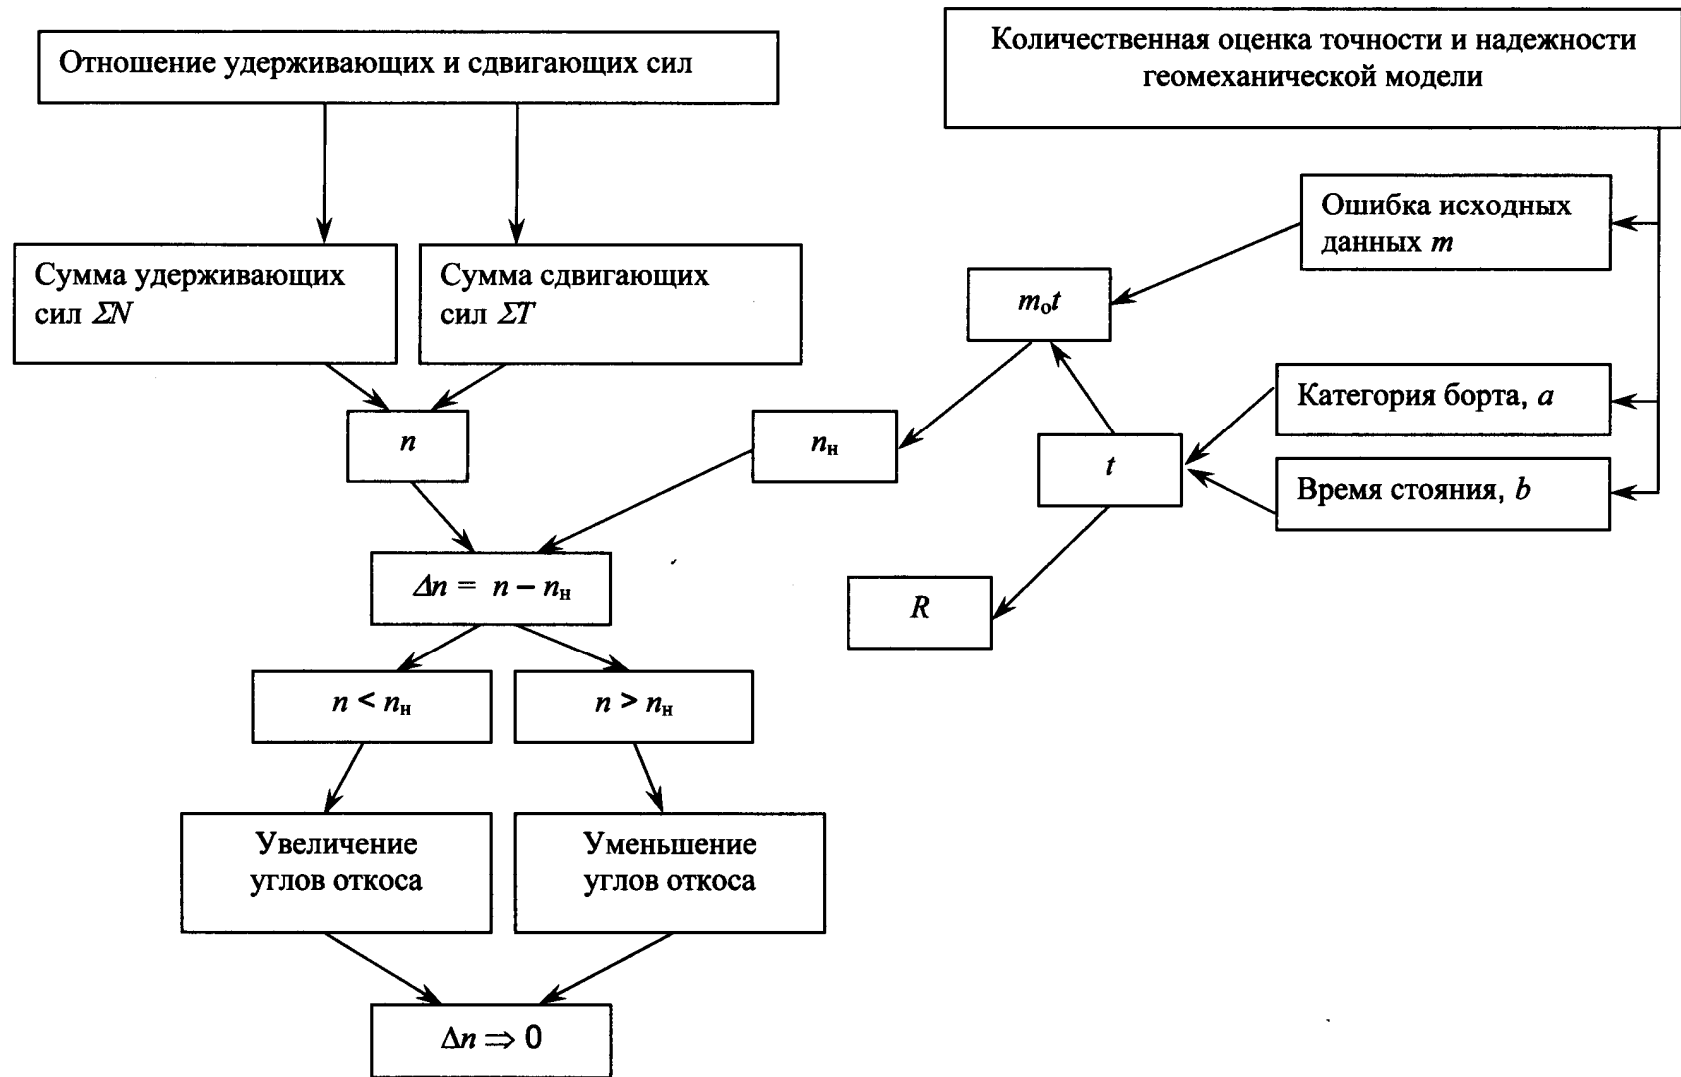 Отношение удерживающих и сдвигающих сил
Количественная оценка точности и надежности
геомеханической модели
Сумма удерживающих
сил ΣN
Сумма сдвигающих
сил ΣT
Ошибка исходных
данных m
mₒt
Категория борта, a
Время стояния, b
n
nн
t
Δn = n – nн
R
n < nн
n > nн
Увеличение
углов откоса
Уменьшение
углов откоса
Δn ⇒ 0